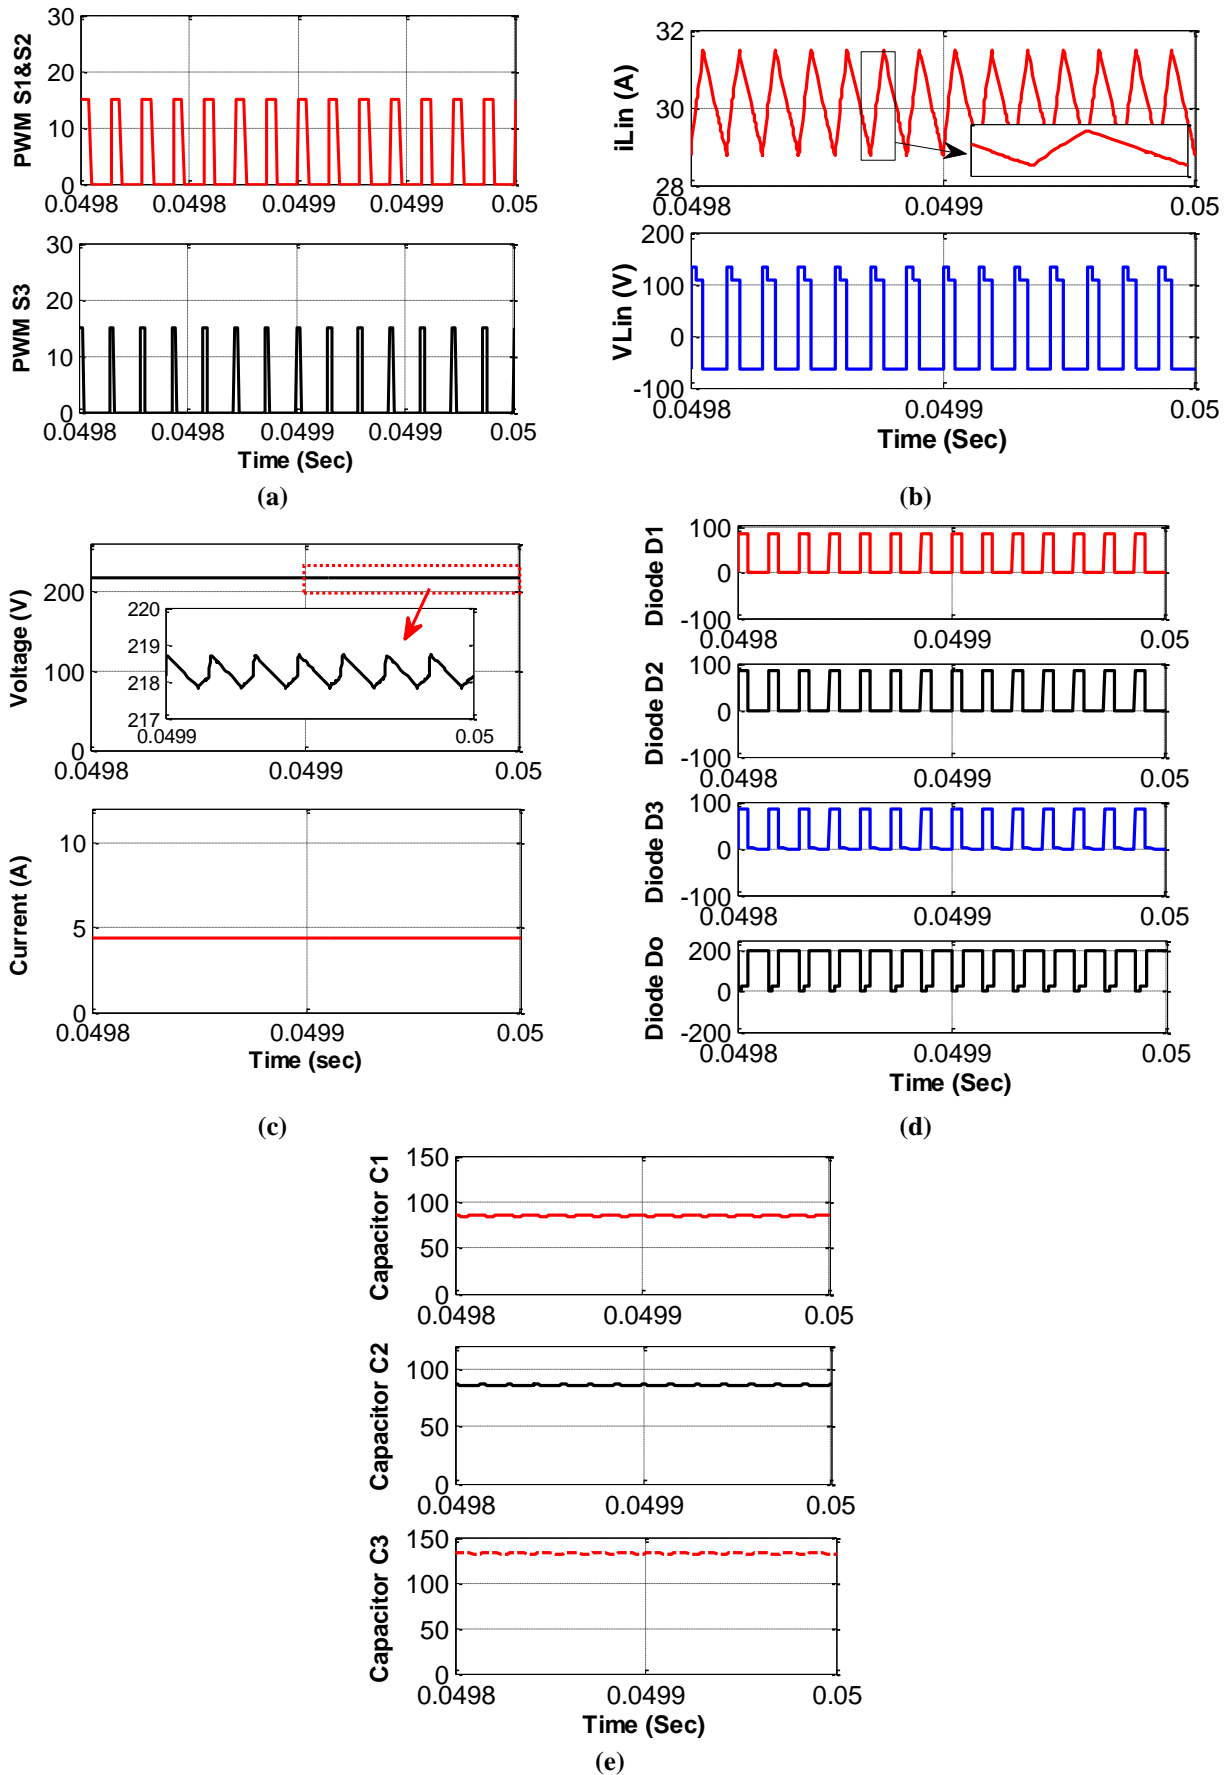 30
20
10
0
PWM S1&S2
0.0498 0.0498 0.0499 0.0499 0.05
30
20
10
0
PWM S3
0.0498 0.0498 0.0499 0.0499 0.05
Time (Sec)
(a)
32
30
28
iLin (A)
0.0498 0.0499 0.05
200
100
0
-100
VLin (V)
0.0498 0.0499 0.05
Time (Sec)
(b)
200
100
0
Voltage (V)
220
219
218
217
0.0499 0.05
0.0498 0.0499 0.05
10
5
0
Current (A)
0.0498 0.0499 0.05
Time (sec)
(c)
100
0
-100
Diode D1
0.0498 0.0499 0.05
100
0
-100
Diode D2
0.0498 0.0499 0.05
100
0
-100
Diode D3
0.0498 0.0499 0.05
200
0
-200
Diode Do
0.0498 0.0499 0.05
Time (Sec)
(d)
150
100
50
0
Capacitor C1
0.0498 0.0499 0.05
100
50
0
Capacitor C2
0.0498 0.0499 0.05
150
100
50
0
Capacitor C3
0.0498 0.0499 0.05
Time (Sec)
(e)